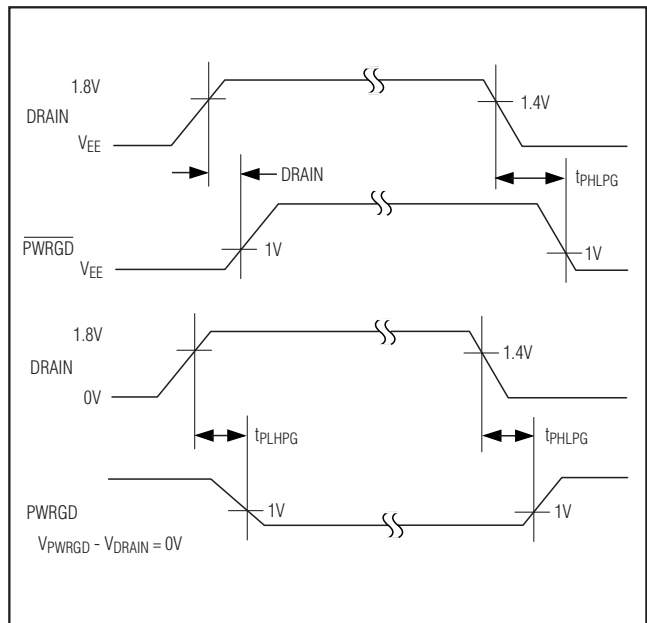 1.8V
DRAIN
1.4V
VEE
DRAIN
tPHLPG
PWRGD
1V
1V
VEE
1.8V
DRAIN
1.4V
0V
tPLHPG
tPHLPG
PWRGD
1V
1V
VPWRGD - VDRAIN = 0V